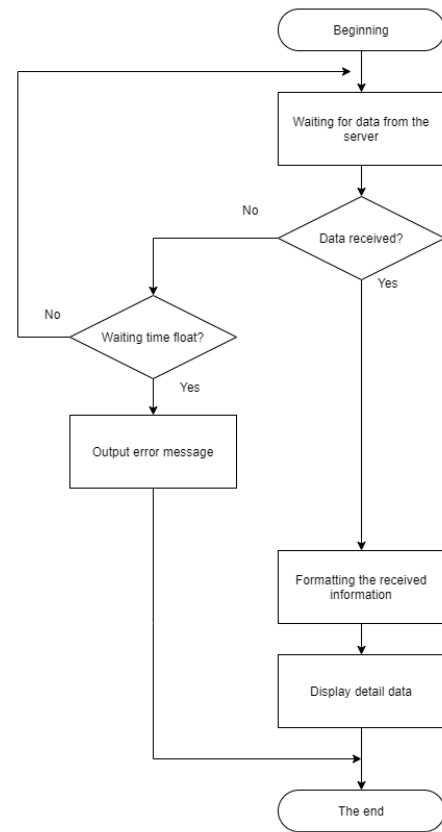 Beginning
Waiting for data from the
server
No
Data received?
Yes
No
Waiting time float?
Yes
Output error message
Formatting the received
information
Display detail data
The end